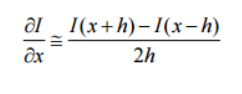 ∂I/∂x ≅ (I(x+h)−I(x−h))/2h